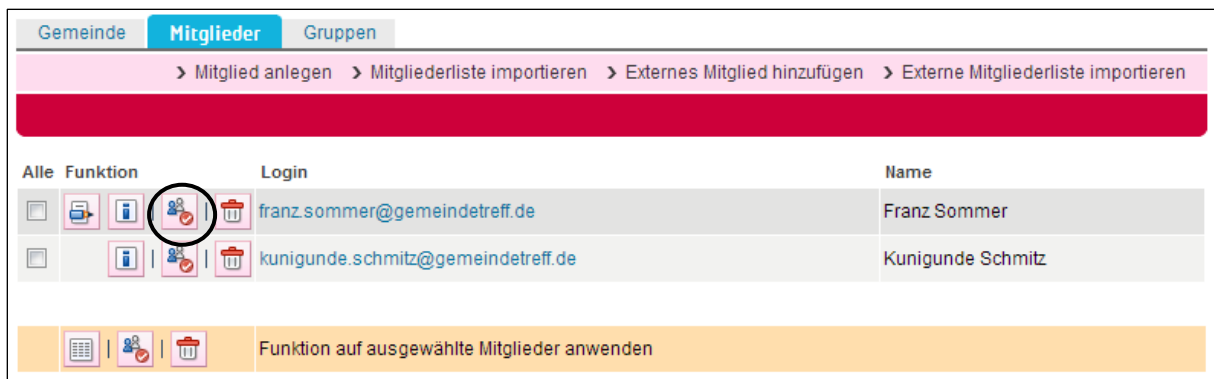 Gemeinde Mitglieder Gruppen
› Mitglied anlegen › Mitgliederliste importieren › Externes Mitglied hinzufügen › Externe Mitgliederliste importieren
Alle Funktion Login Name
| | franz.sommer@gemeindetreff.de Franz Sommer
| | kunigunde.schmitz@gemeindetreff.de Kunigunde Schmitz
| | Funktion auf ausgewählte Mitglieder anwenden